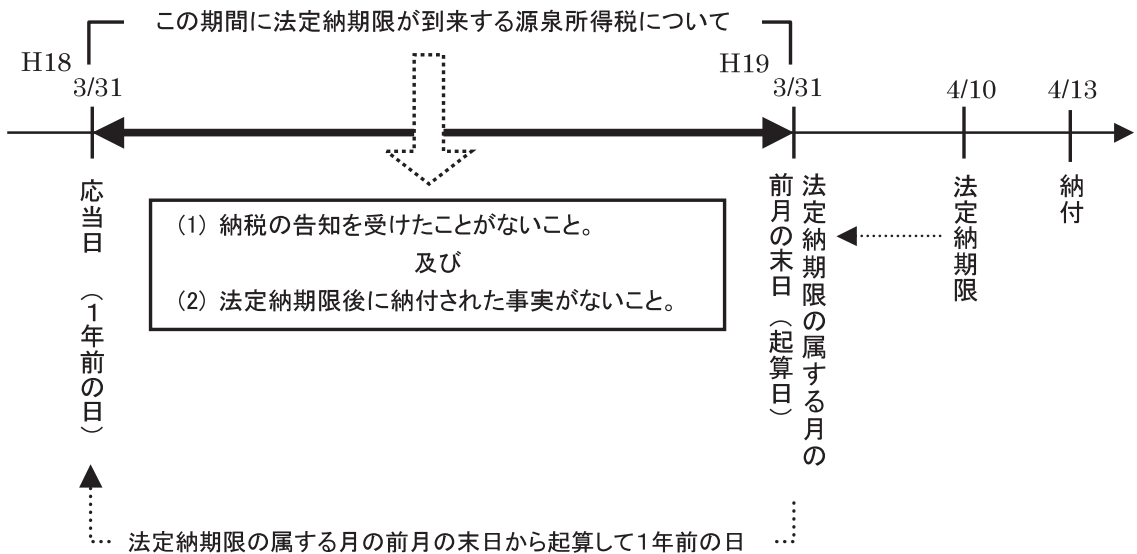 この期間に法定納期限が到来する源泉所得税について
H18
3/31
H19
3/31
4/10
4/13
応当日（１年前の日）
(1) 納税の告知を受けたことがないこと。
及び
(2) 法定納期限後に納付された事実がないこと。
法定納期限の属する月の
前月の末日（起算日）
法定納期限
納付
法定納期限の属する月の前月の末日から起算して１年前の日